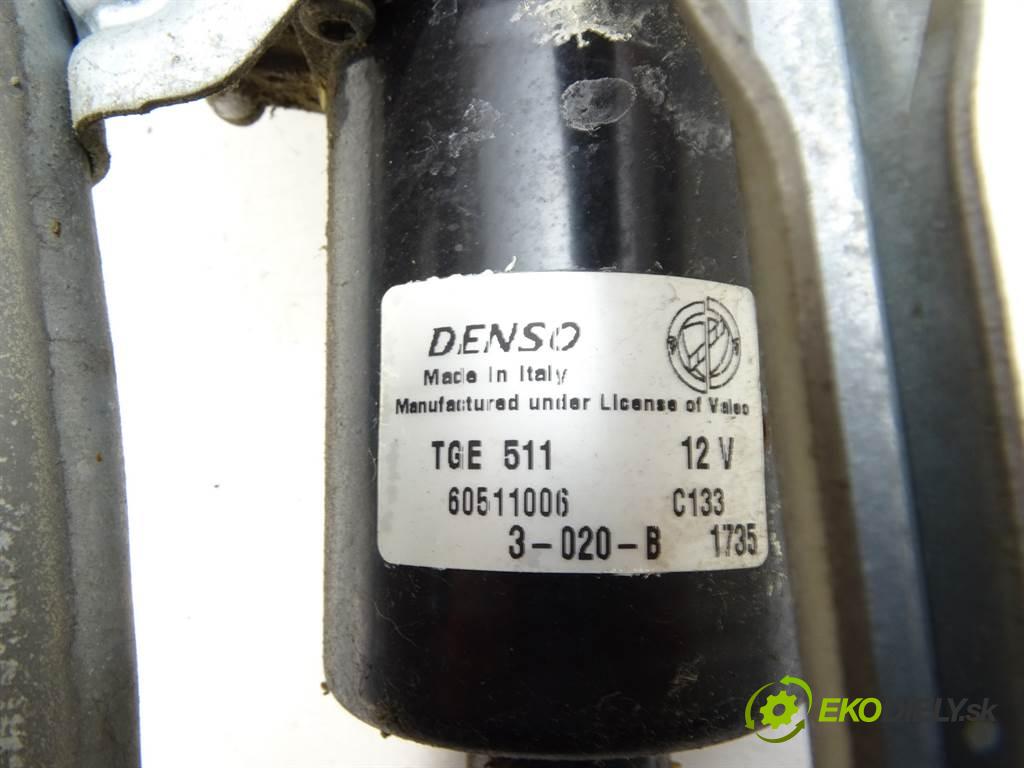 DENSO
Made in Italy
Manufactured under License of Valeo
TGE 511 12 V
60511006 C133
3-020-B 1735
EKODIELY.sk